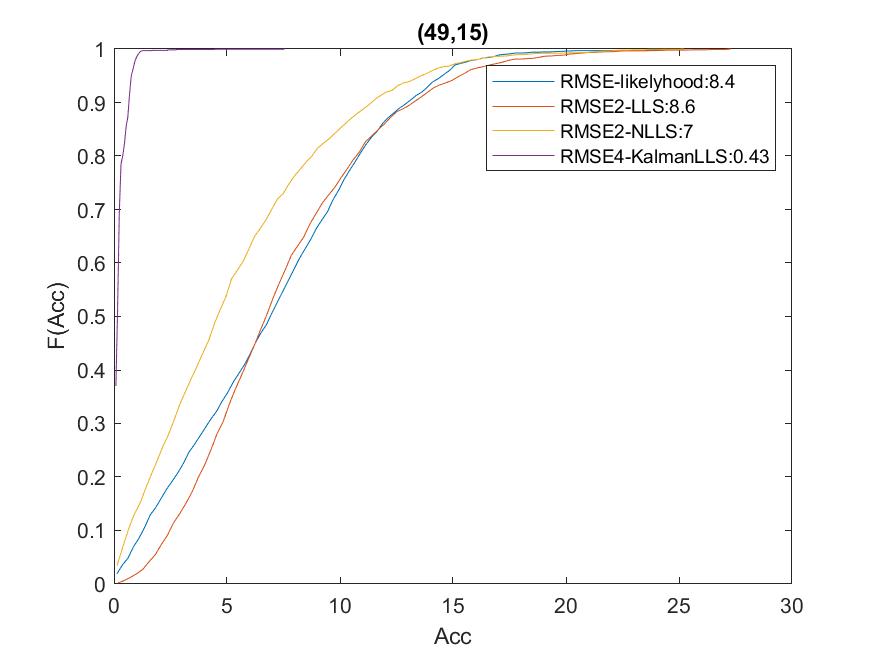 (49,15)
1
0.9
0.8
0.7
0.6
0.5
0.4
0.3
0.2
0.1
0
F(Acc)
RMSE-likelyhood:8.4
RMSE2-LLS:8.6
RMSE2-NLLS:7
RMSE4-KalmanLLS:0.43
0 5 10 15 20 25 30
Acc